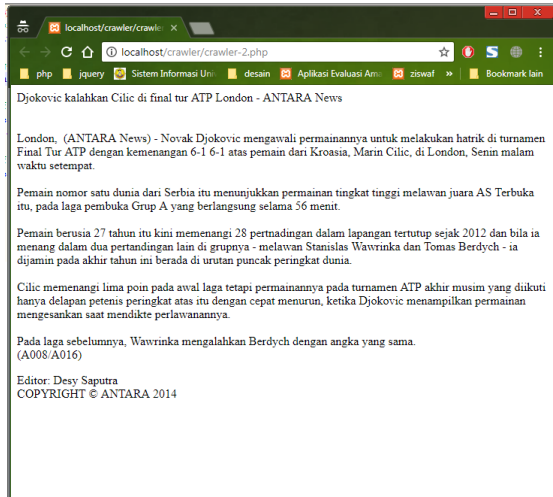 localhost/crawler/crawle
localhost/crawler/crawler-2.php
php jquery Sistem Informasi Uni desain Aplikasi Evaluasi Ama ziswaf » Bookmark lain
Djokovic kalahkan Cilic di final tur ATP London - ANTARA News
London, (ANTARA News) - Novak Djokovic mengawali permainannya untuk melakukan hatrik di turnamen
Final Tur ATP dengan kemenangan 6-1 6-1 atas pemain dari Kroasia, Marin Cilic, di London, Senin malam
waktu setempat.
Pemain nomor satu dunia dari Serbia itu menunjukkan permainan tingkat tinggi melawan juara AS Terbuka
itu, pada laga pembuka Grup A yang berlangsung selama 56 menit.
Pemain berusia 27 tahun itu kini memenangi 28 pertnadingan dalam lapangan tertutup sejak 2012 dan bila ia
menang dalam dua pertandingan lain di grupnya - melawan Stanislas Wawrinka dan Tomas Berdych - ia
dijamin pada akhir tahun ini berada di urutan puncak peringkat dunia.
Cilic memenangi lima poin pada awal laga tetapi permainannya pada turnamen ATP akhir musim yang diikuti
hanya delapan petenis peringkat atas itu dengan cepat menurun, ketika Djokovic menampilkan permainan
mengesankan saat mendikte perlawanannya.
Pada laga sebelumnya, Wawrinka mengalahkan Berdych dengan angka yang sama.
(A008/A016)
Editor: Desy Saputra
COPYRIGHT © ANTARA 2014